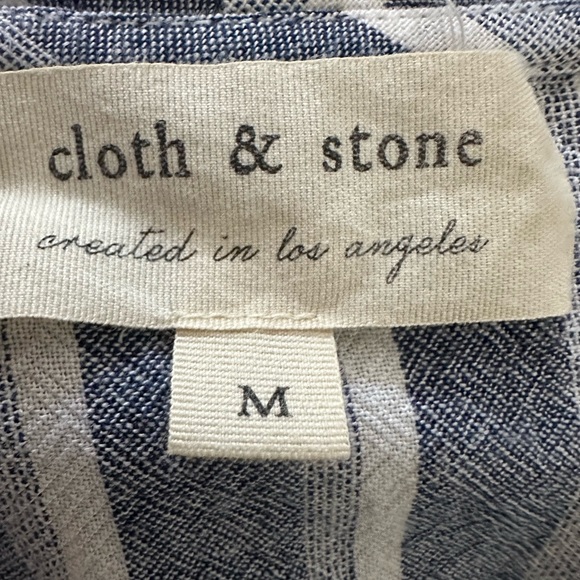 cloth & stone
created in los angeles
M